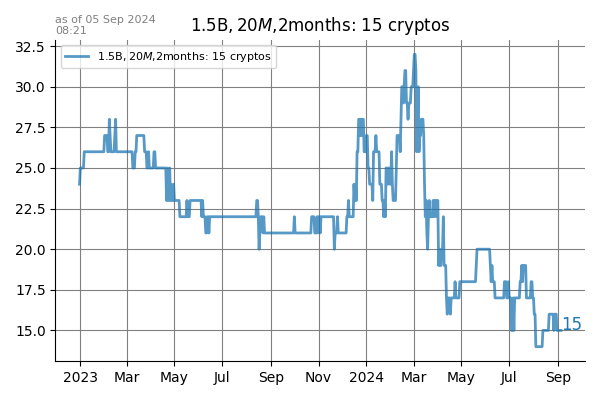 as of 05 Sep 2024
08:21
1.5B, 20M,2months: 15 cryptos
1.5B, 20M,2months: 15 cryptos
32.5
30.0
27.5
25.0
22.5
20.0
17.5
15.0
15
2023 Mar May Jul Sep Nov 2024 Mar May Jul Sep